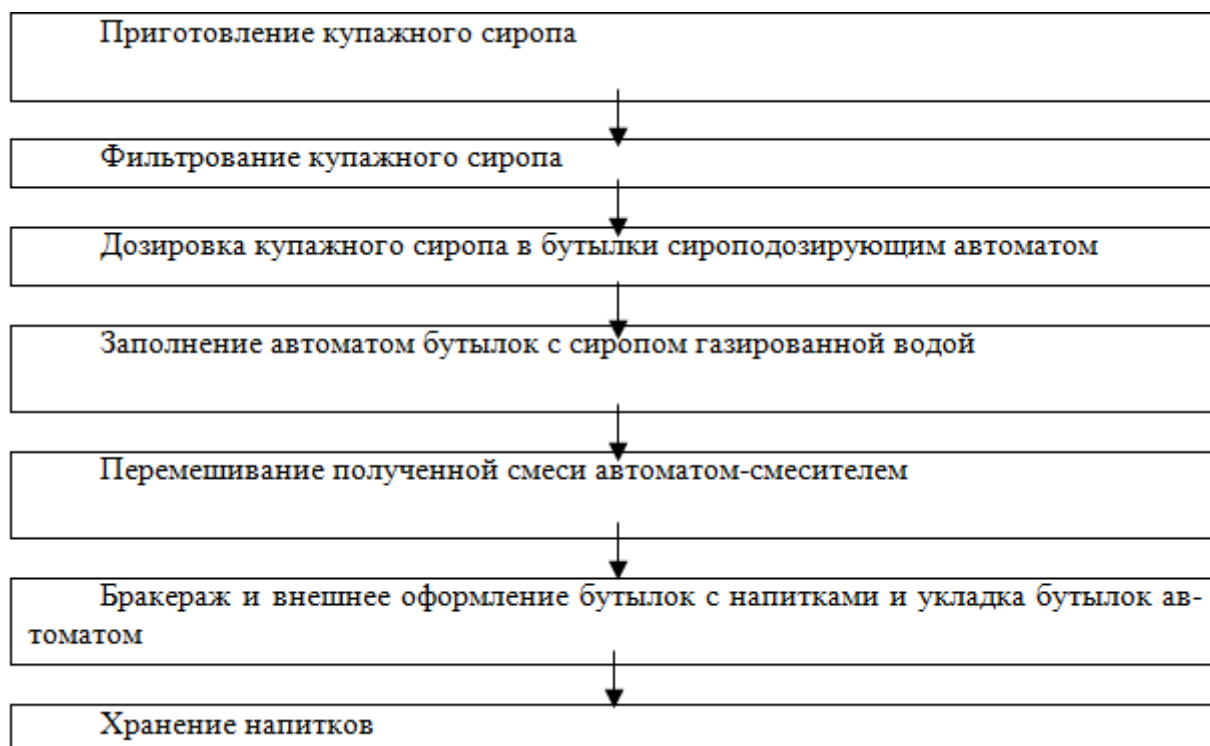 Приготовление купажного сиропа
Фильтрование купажного сиропа
Дозировка купажного сиропа в бутылки сироподозирующим автоматом
Заполнение автоматом бутылок с сиропом газированной водой
Перемешивание полученной смеси автоматом-смесителем
Бракераж и внешнее оформление бутылок с напитками и укладка бутылок ав-
томатом
Хранение напитков